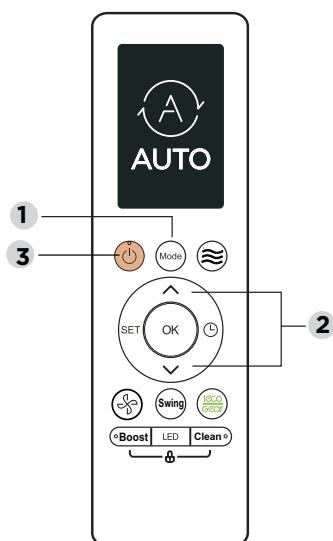 A
AUTO
1
3
Mode
2
SET
OK
Swing
ECO
Gear
Boost
LED
Clean